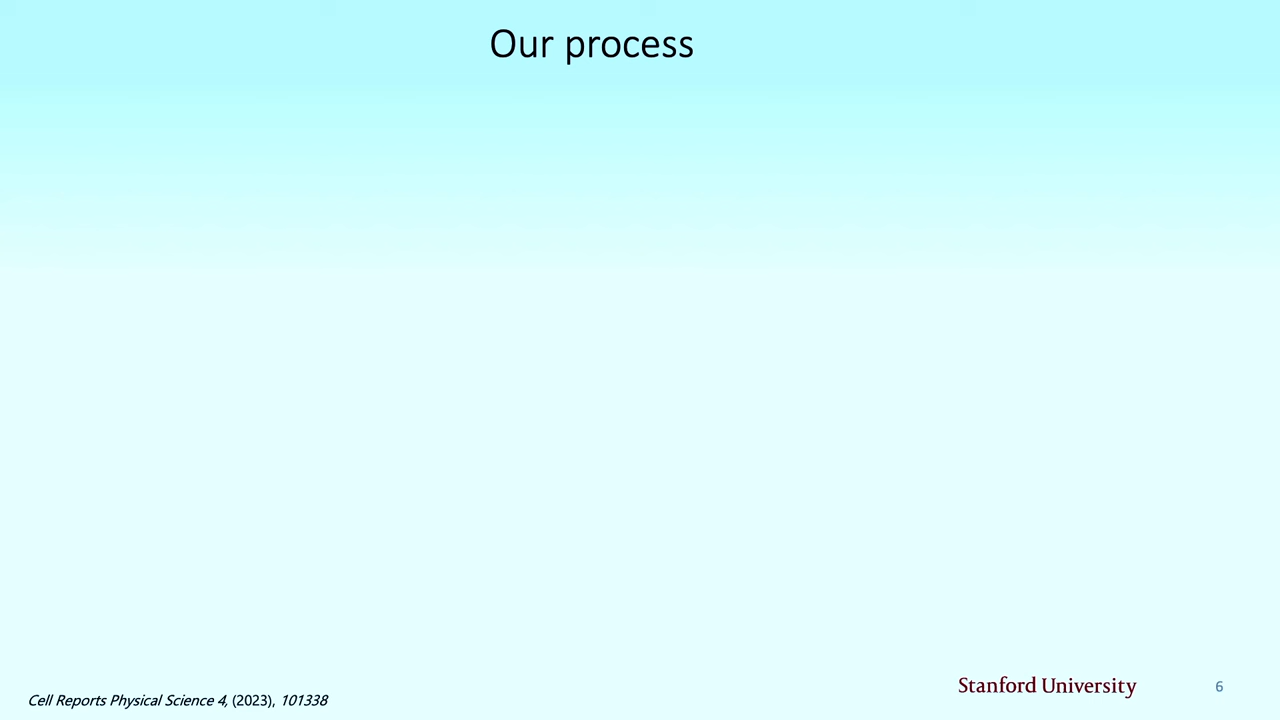 Our process
Cell Reports Physical Science 4, (2023), 101338
Stanford University
6